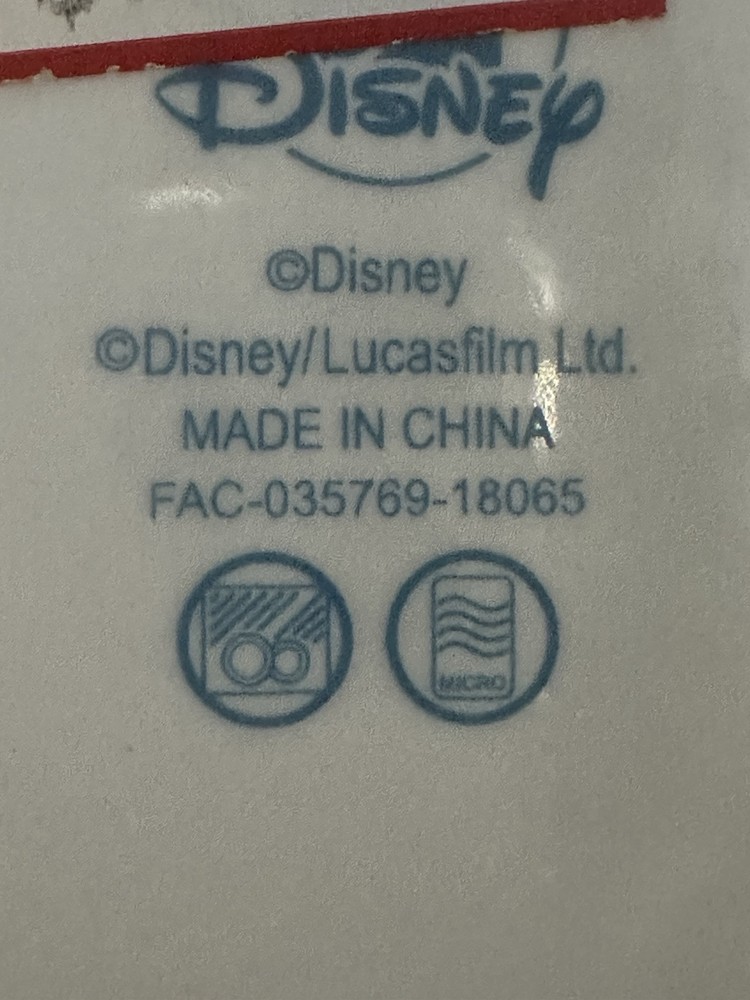 Disney
©Disney
©Disney/Lucasfilm Ltd.
MADE IN CHINA
FAC-035769-18065
MICRO